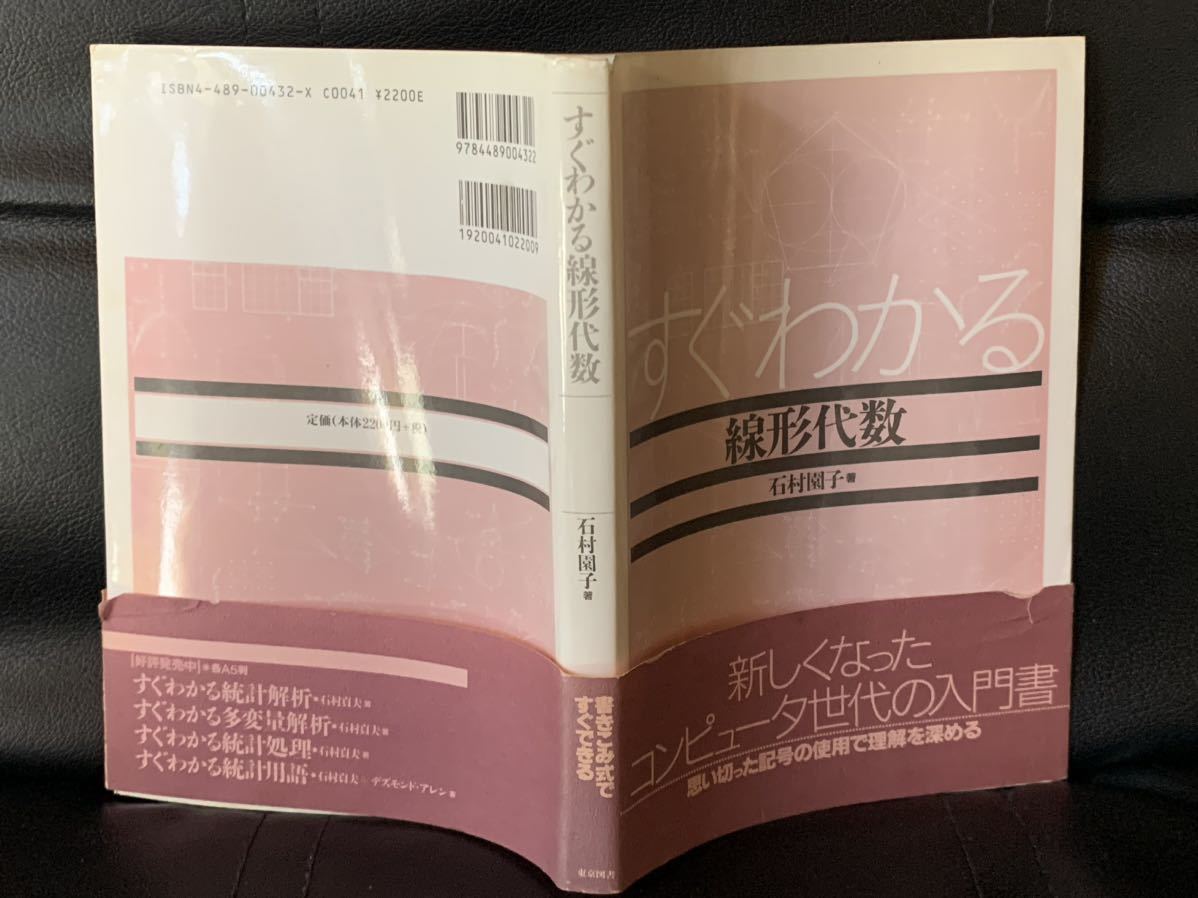 ISBN4-489-00432-X C0041 ¥2200E
9784489004322
1920041022009
定価(本体2200円+税)
[好評発売中]*各A5判
すぐわかる統計解析•石村貞夫著
すぐわかる多変量解析•石村貞夫著
すぐわかる統計処理•石村貞夫著
すぐわかる統計用語•石村貞夫 デズモンド・アレン著
すぐわかる線形代数
石村園子著
書きこみ式で
すぐできる
東京図書
すぐわかる
線形代数
石村園子著
新しくなった
コンピュータ世代の入門書
思い切った記号の使用で理解を深める